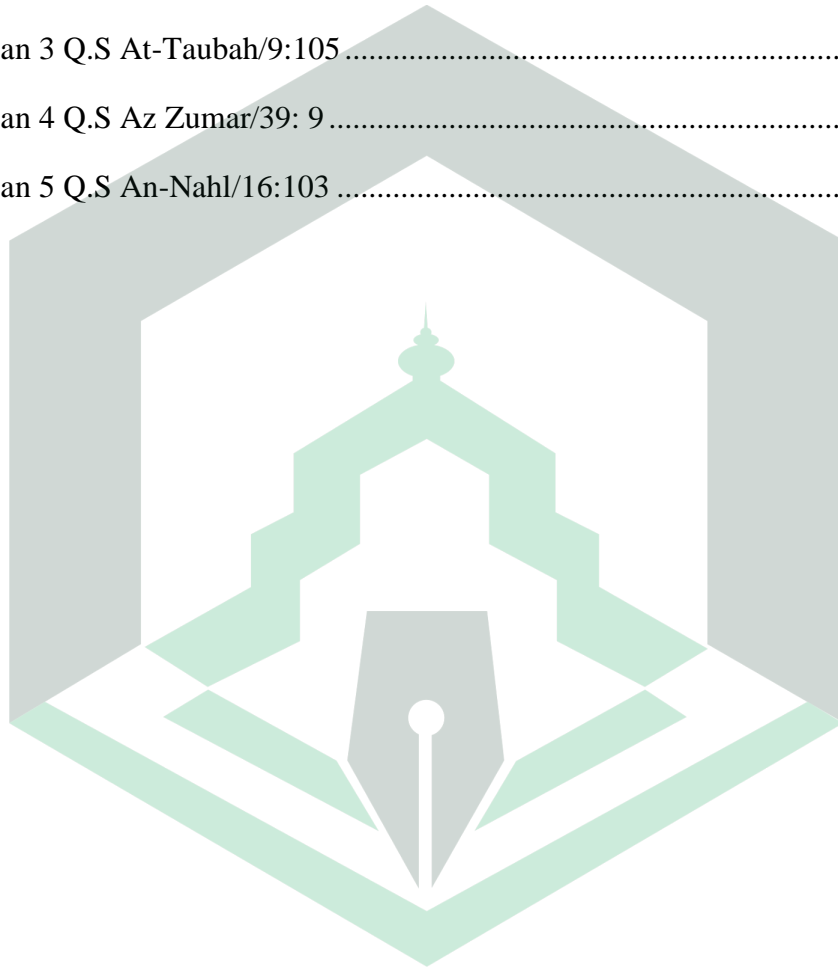 an 3 Q.S At-Taubah/9:105 ................................................................
an 4 Q.S Az Zumar/39: 9 ..................................................................
an 5 Q.S An-Nahl/16:103 .................................................................